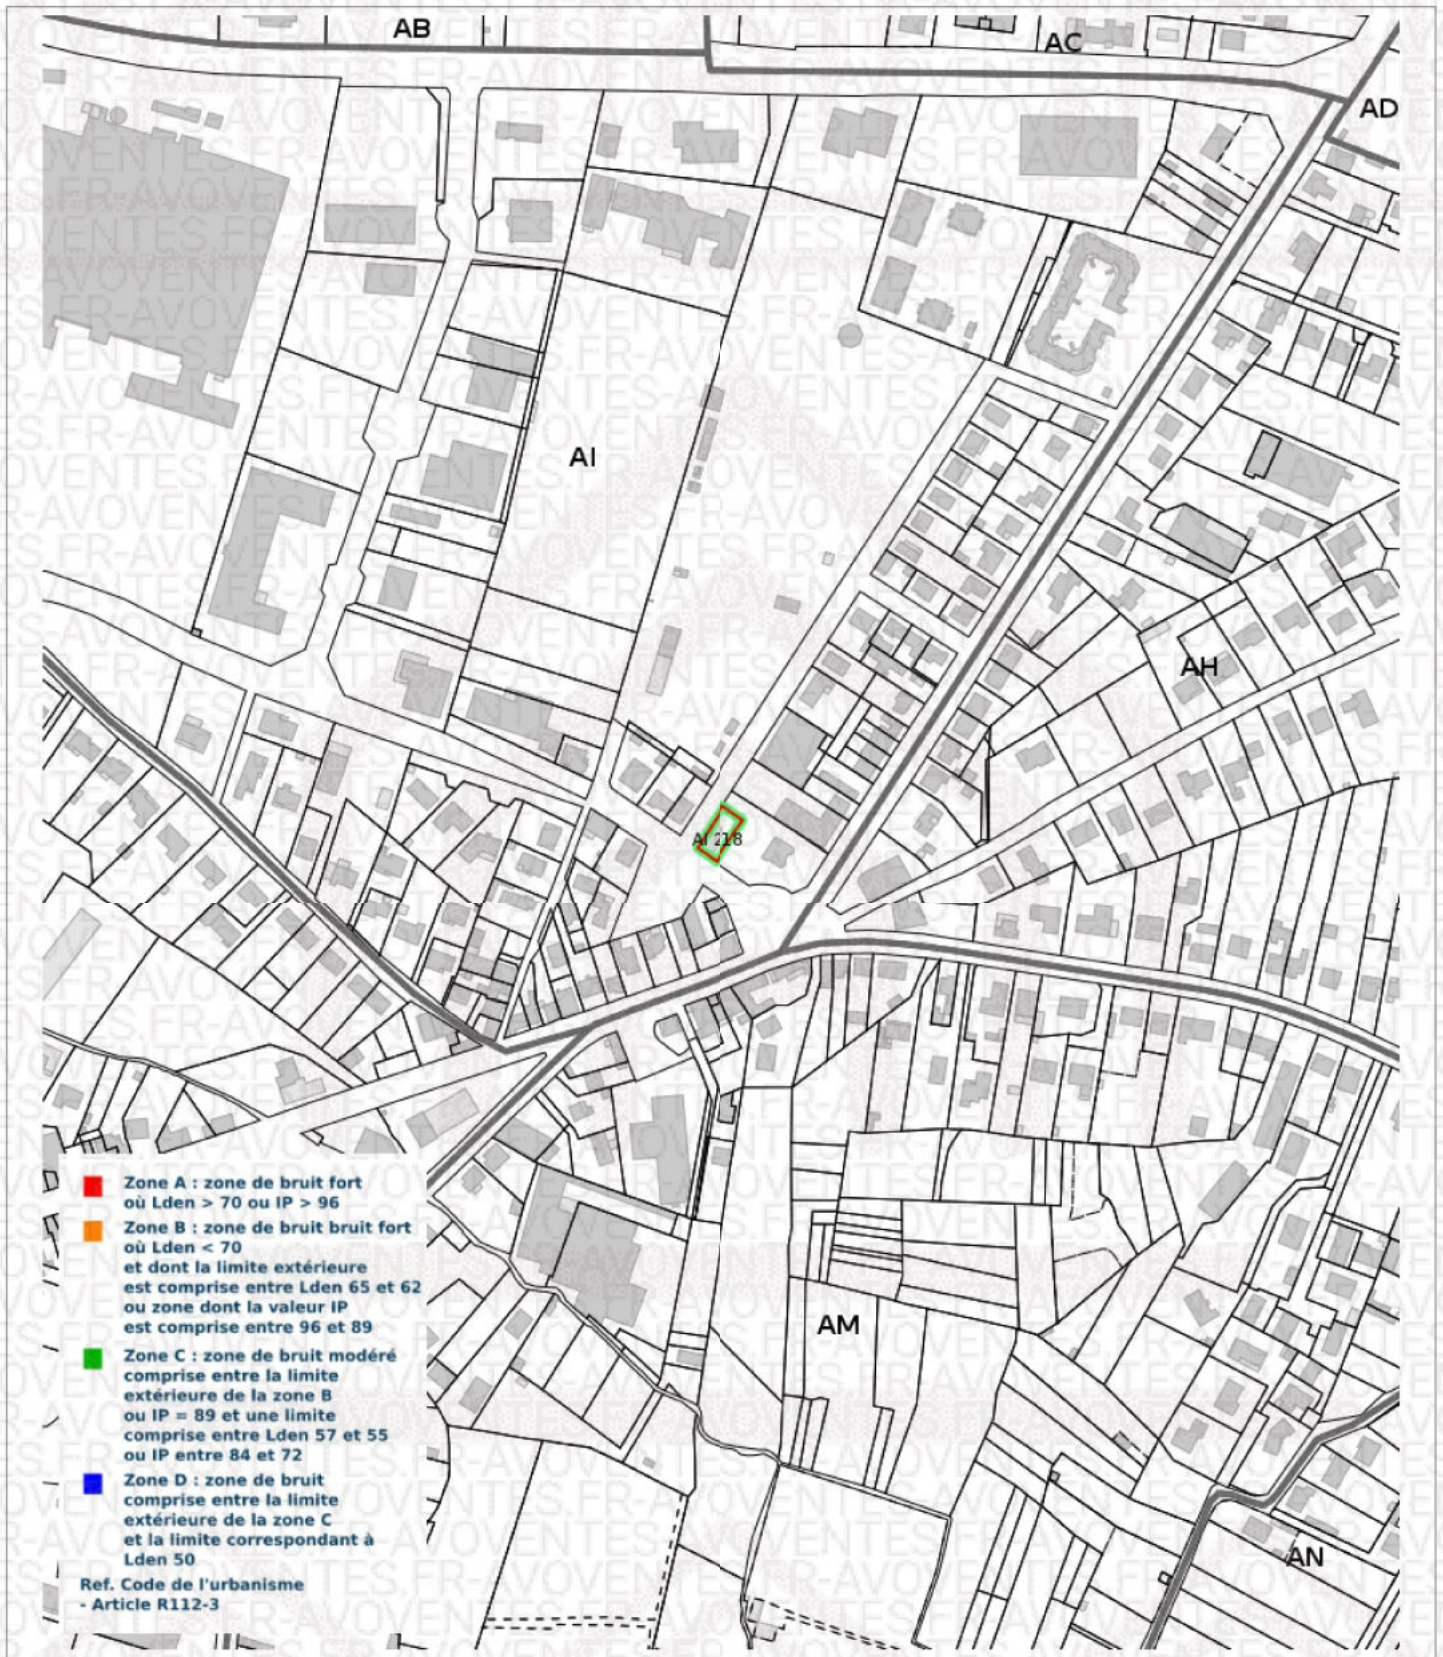 AB
AC
AD
AI
AH
AI 218
AM
AN
Zone A : zone de bruit fort
où Lden > 70 ou IP > 96
Zone B : zone de bruit bruit fort
où Lden < 70
et dont la limite extérieure
est comprise entre Lden 65 et 62
ou zone dont la valeur IP
est comprise entre 96 et 89
Zone C : zone de bruit modéré
comprise entre la limite
extérieure de la zone B
ou IP = 89 et une limite
comprise entre Lden 57 et 55
ou IP entre 84 et 72
Zone D : zone de bruit
comprise entre la limite
extérieure de la zone C
et la limite correspondant à
Lden 50
Ref. Code de l'urbanisme
- Article R112-3